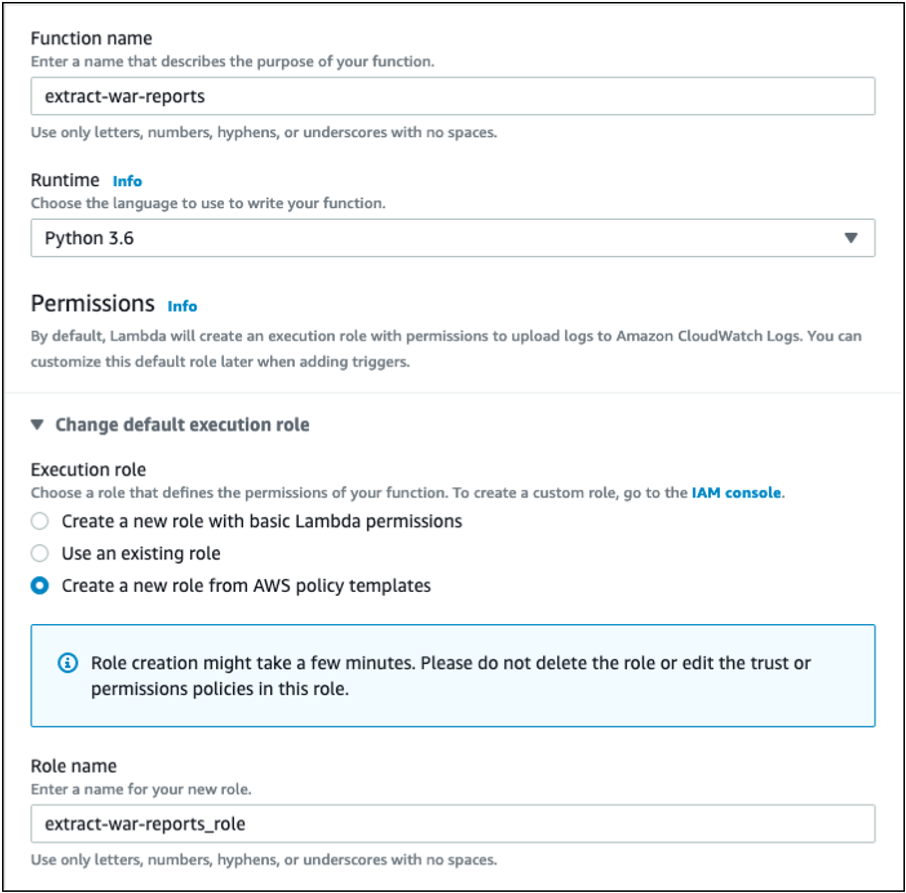 Function name
Enter a name that describes the purpose of your function.
extract-war-reports
Use only letters, numbers, hyphens, or underscores with no spaces.
Runtime Info
Choose the language to use to write your function.
Python 3.6
Permissions Info
By default, Lambda will create an execution role with permissions to upload logs to Amazon CloudWatch Logs. You can
customize this default role later when adding triggers.
Change default execution role
Execution role
Choose a role that defines the permissions of your function. To create a custom role, go to the IAM console.
Create a new role with basic Lambda permissions
Use an existing role
Create a new role from AWS policy templates
Role creation might take a few minutes. Please do not delete the role or edit the trust or
permissions policies in this role.
Role name
Enter a name for your new role.
extract-war-reports_role
Use only letters, numbers, hyphens, or underscores with no spaces.